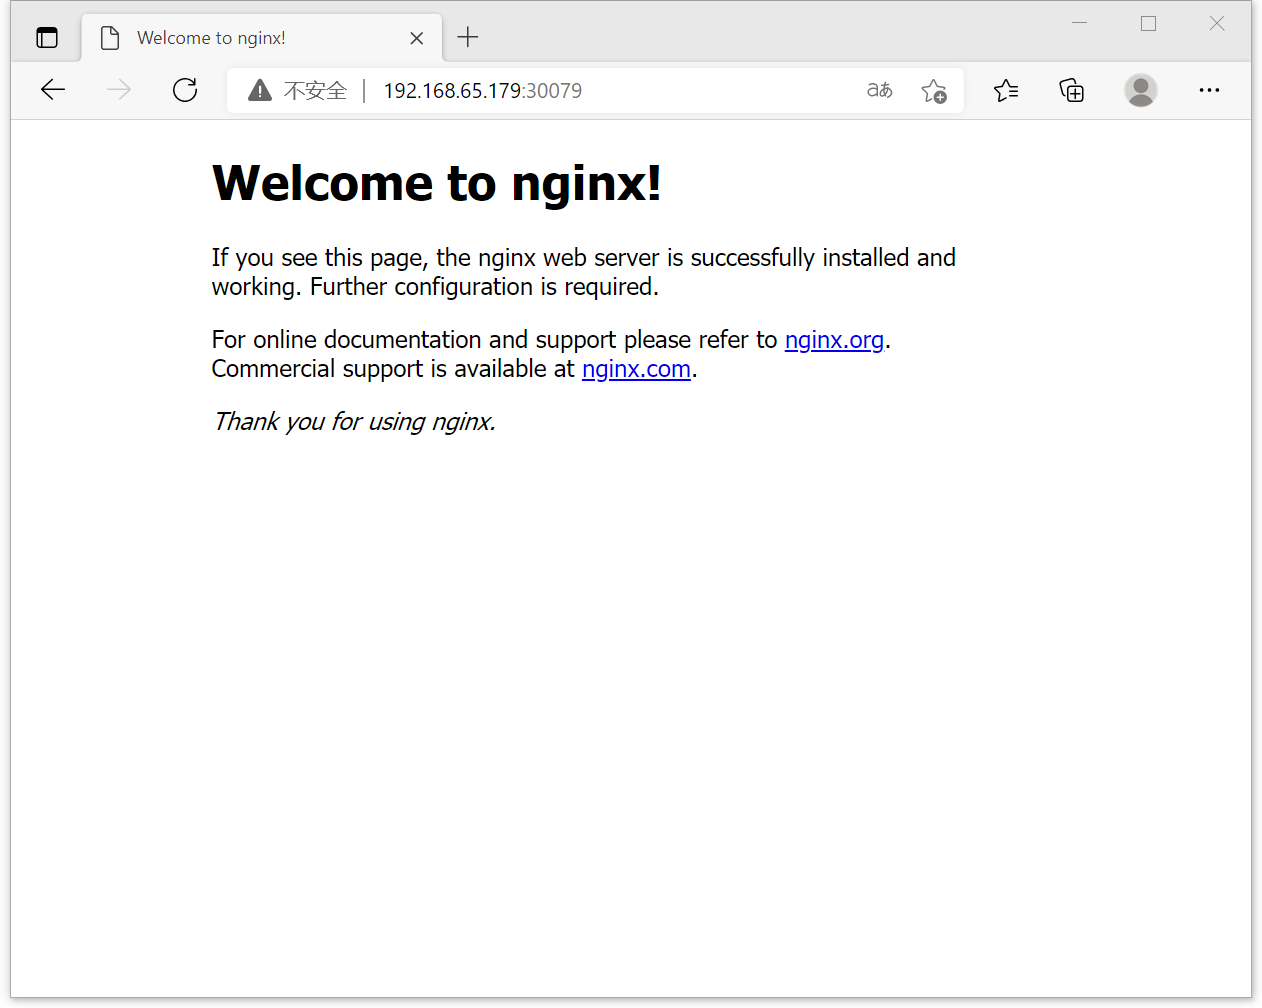 Welcome to nginx!
不安全 192.168.65.179:30079
aあ
Welcome to nginx!
If you see this page, the nginx web server is successfully installed and
working. Further configuration is required.
For online documentation and support please refer to nginx.org.
Commercial support is available at nginx.com.
Thank you for using nginx.